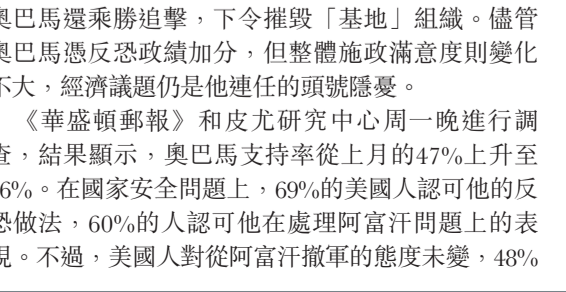 奧巴馬還乘勝追擊，下令摧毀「基地」組織。儘管
奧巴馬憑反恐政績加分，但整體施政滿意度則變化
不大，經濟議題仍是他連任的頭號隱憂。
《華盛頓郵報》和皮尤研究中心周一晚進行調
查，結果顯示，奧巴馬支持率從上月的47%上升至
6%。在國家安全問題上，69%的美國人認可他的反
恐做法，60%的人認可他在處理阿富汗問題上的表
現。不過，美國人對從阿富汗撤軍的態度未變，48%